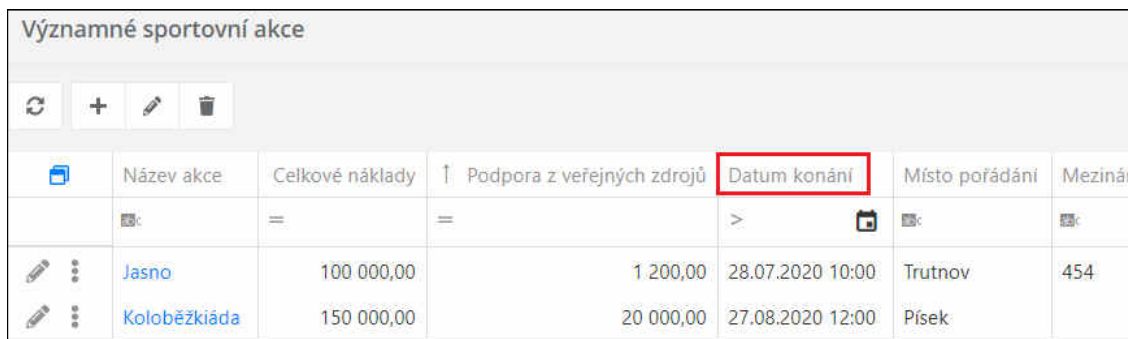 Významné sportovní akce
Název akce Celkové náklady ↑ Podpora z veřejných zdrojů Datum konání Místo pořádání Mezinár
= = >
Jasno 100 000,00 1 200,00 28.07.2020 10:00 Trutnov 454
Koloběžkiáda 150 000,00 20 000,00 27.08.2020 12:00 Písek